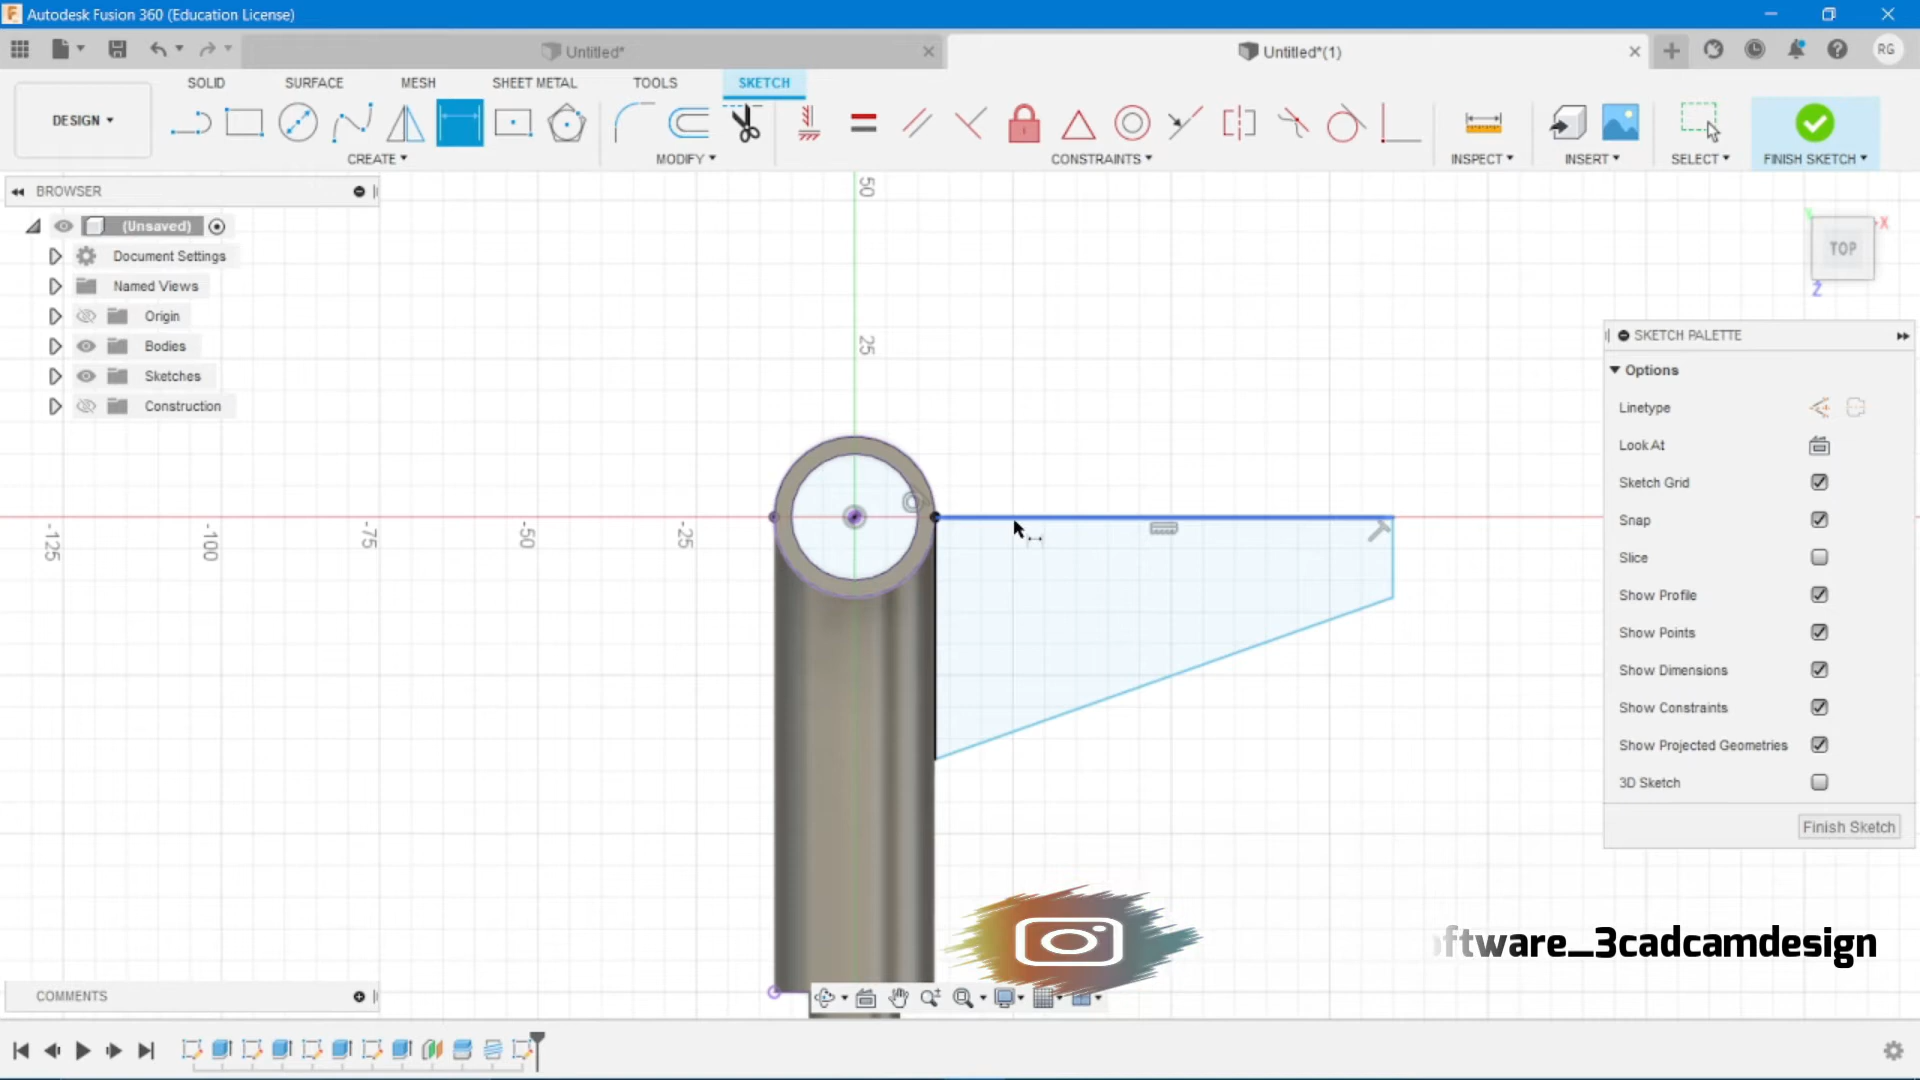 Autodesk Fusion 360 (Education License)
Untitled*
Untitled*(1)
RG
DESIGN
SOLID
SURFACE
MESH
SHEET METAL
TOOLS
SKETCH
CREATE
MODIFY
CONSTRAINTS
INSPECT
INSERT
SELECT
FINISH SKETCH
BROWSER
(Unsaved)
Document Settings
Named Views
Origin
Bodies
Sketches
Construction
50
25
-125
-100
-75
-50
-25
Y
X
TOP
Z
SKETCH PALETTE
Options
Linetype
Look At
Sketch Grid
Snap
Slice
Show Profile
Show Points
Show Dimensions
Show Constraints
Show Projected Geometries
3D Sketch
Finish Sketch
oftware_3cadcamdesign
COMMENTS